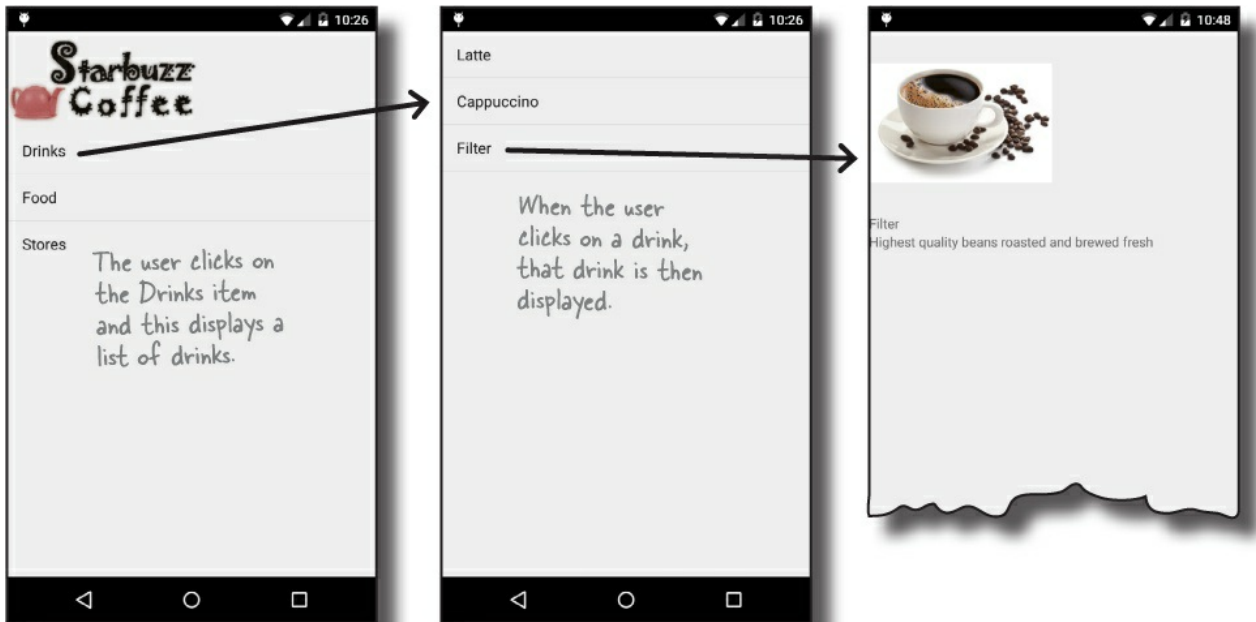 10:26
Starbuzz
Coffee
Drinks
Food
Stores
The user clicks on
the Drinks item
and this displays a
list of drinks.
10:26
Latte
Cappuccino
Filter
When the user
clicks on a drink,
that drink is then
displayed.
10:48
Filter
Highest quality beans roasted and brewed fresh